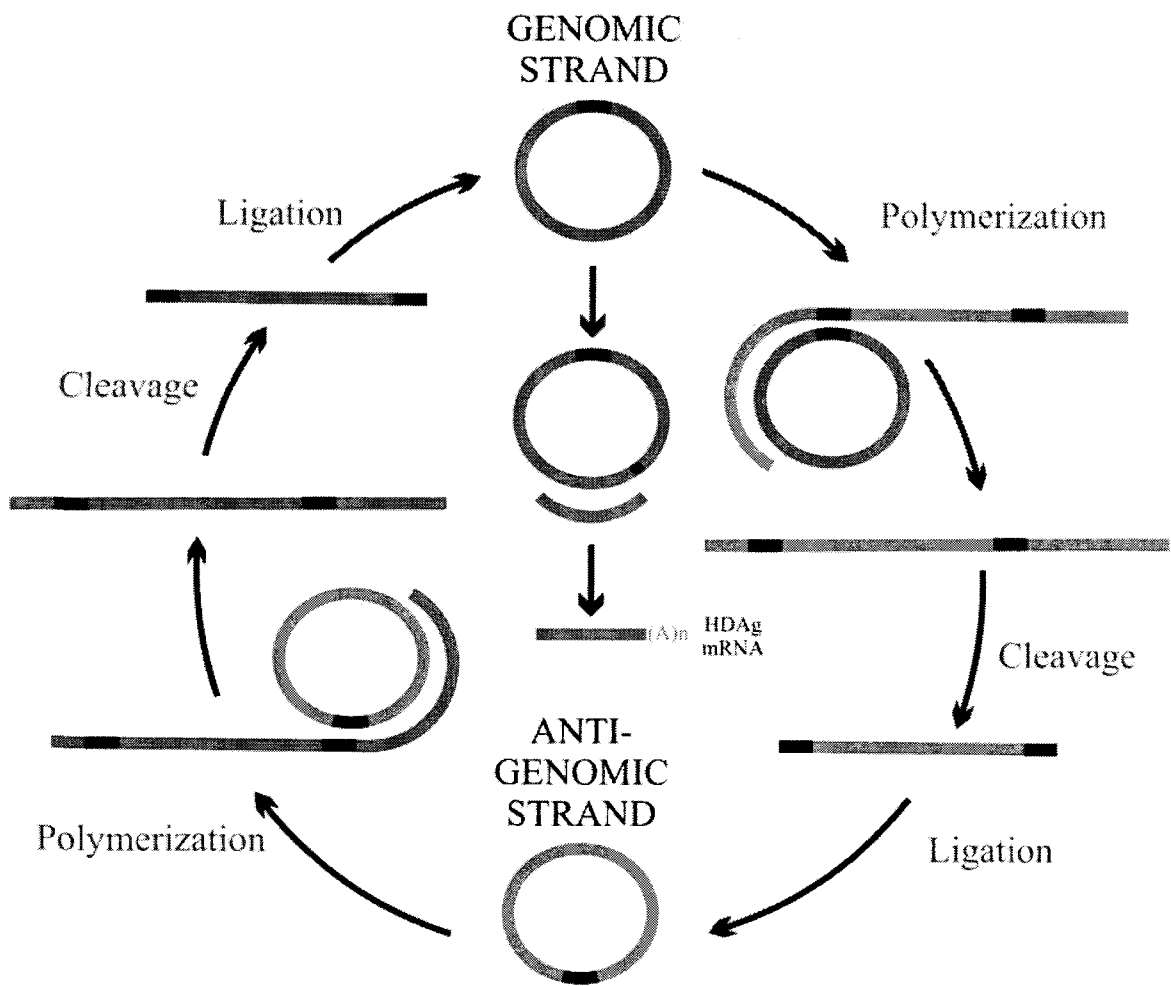 GENOMIC
STRAND
Ligation
Polymerization
Cleavage
(A)n
HDAg
mRNA
Cleavage
ANTI-
GENOMIC
STRAND
Polymerization
Ligation